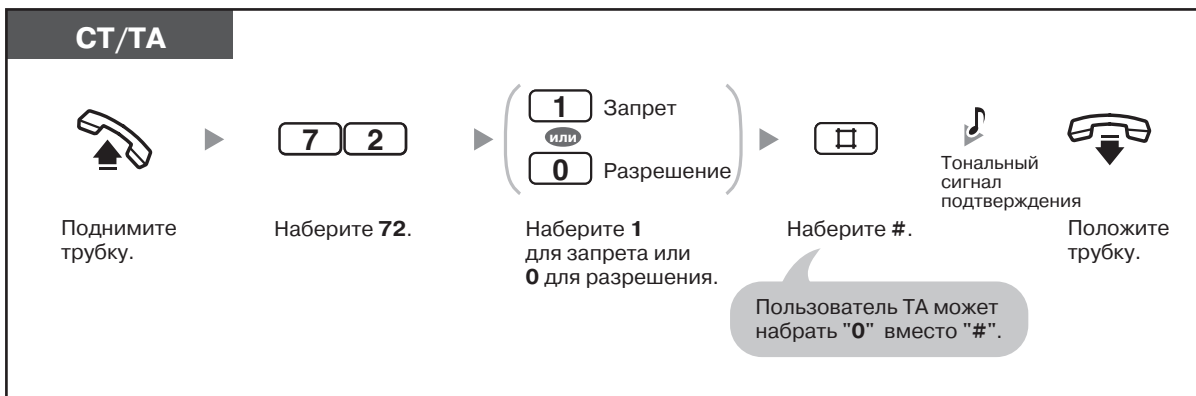 СТ/ТА
7 2
1 Запрет
или
0 Разрешение
#
Тональный
сигнал
подтверждения
Поднимите
трубку.
Наберите 72.
Наберите 1
для запрета или
0 для разрешения.
Наберите #.
Положите
трубку.
Пользователь ТА может
набрать "0" вместо "#".